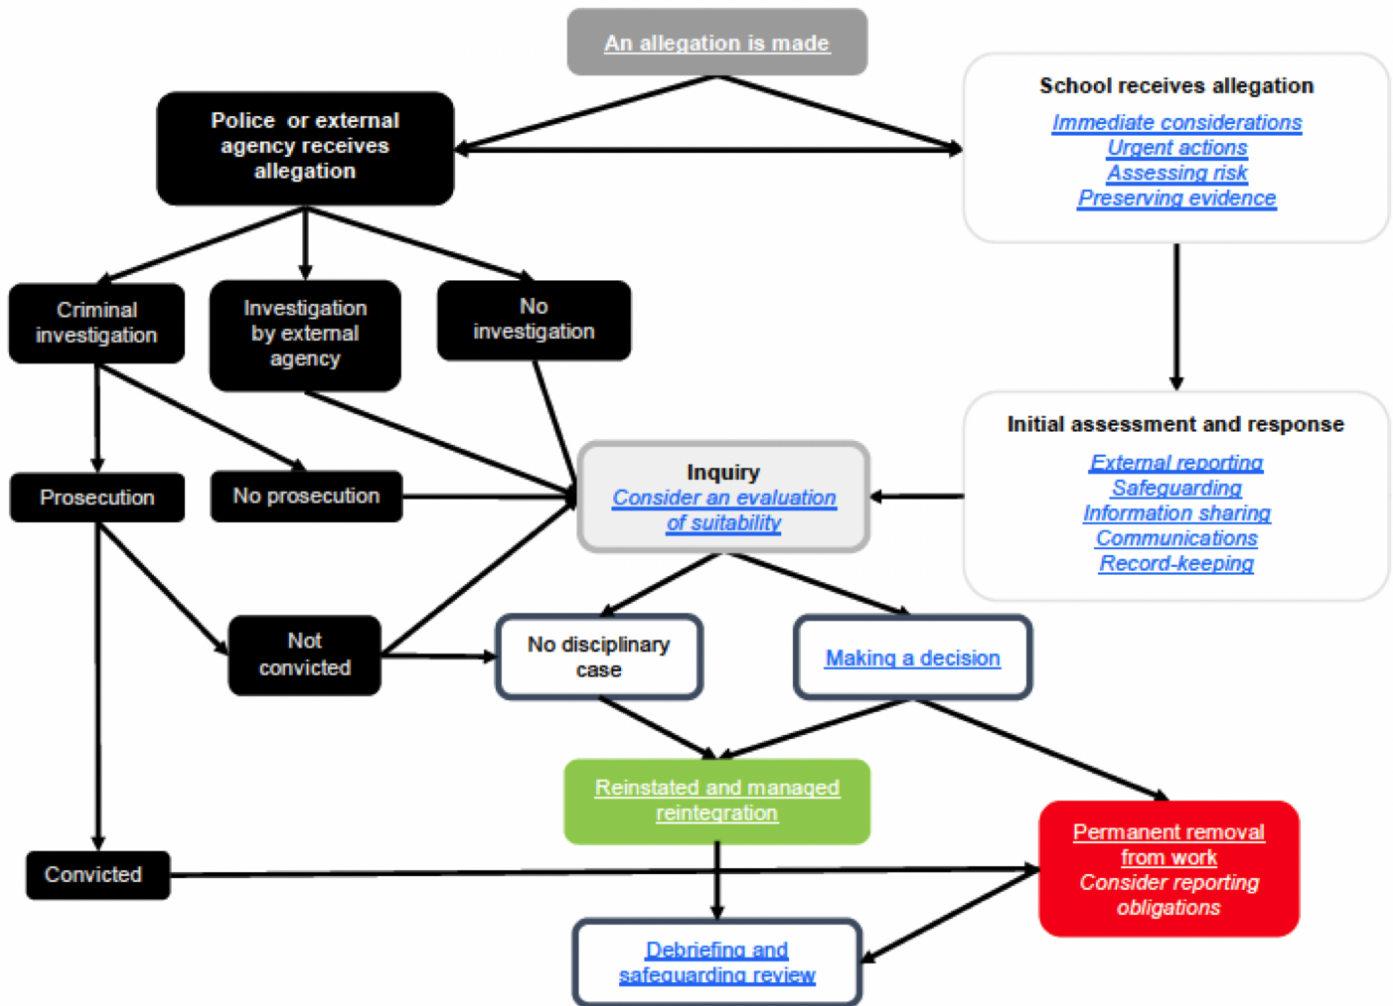 An allegation is made
Police or external
agency receives
allegation
School receives allegation
Immediate considerations
Urgent actions
Assessing risk
Preserving evidence
Criminal
investigation
Investigation
by external
agency
No
investigation
Initial assessment and response
External reporting
Safeguarding
Information sharing
Communications
Record-keeping
Prosecution
No prosecution
Inquiry
Consider an evaluation
of suitability
Not
convicted
No disciplinary
case
Making a decision
Reinstated and managed
reintegration
Permanent removal
from work
Consider reporting
obligations
Convicted
Debriefing and
safeguarding review